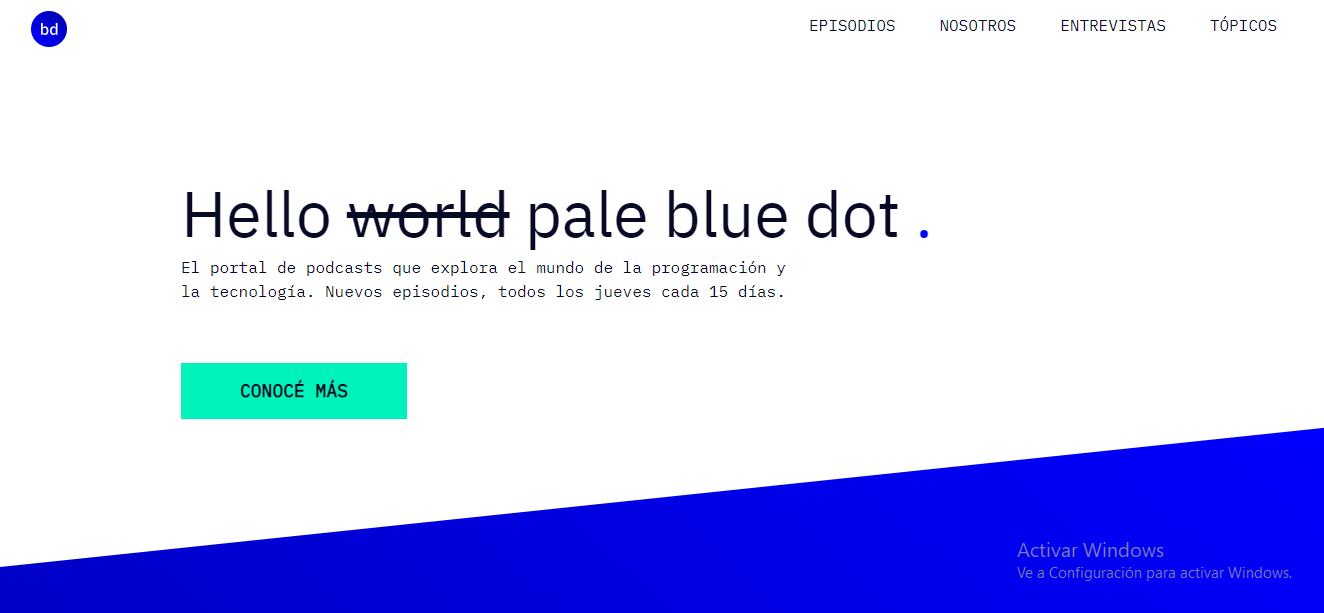 bd
EPISODIOS NOSOTROS ENTREVISTAS TÓPICOS
Hello world pale blue dot .
El portal de podcasts que explora el mundo de la programación y
la tecnología. Nuevos episodios, todos los jueves cada 15 días.
CONOCÉ MÁS
Activar Windows
Ve a Configuración para activar Windows.